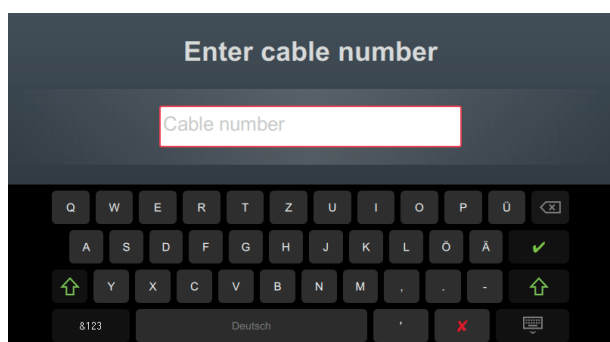 Enter cable number
Cable number
Q W E R T Z U I O P Ü
A S D F G H J K L Ö Ä
Y X C V B N M , . -
&123 Deutsch '